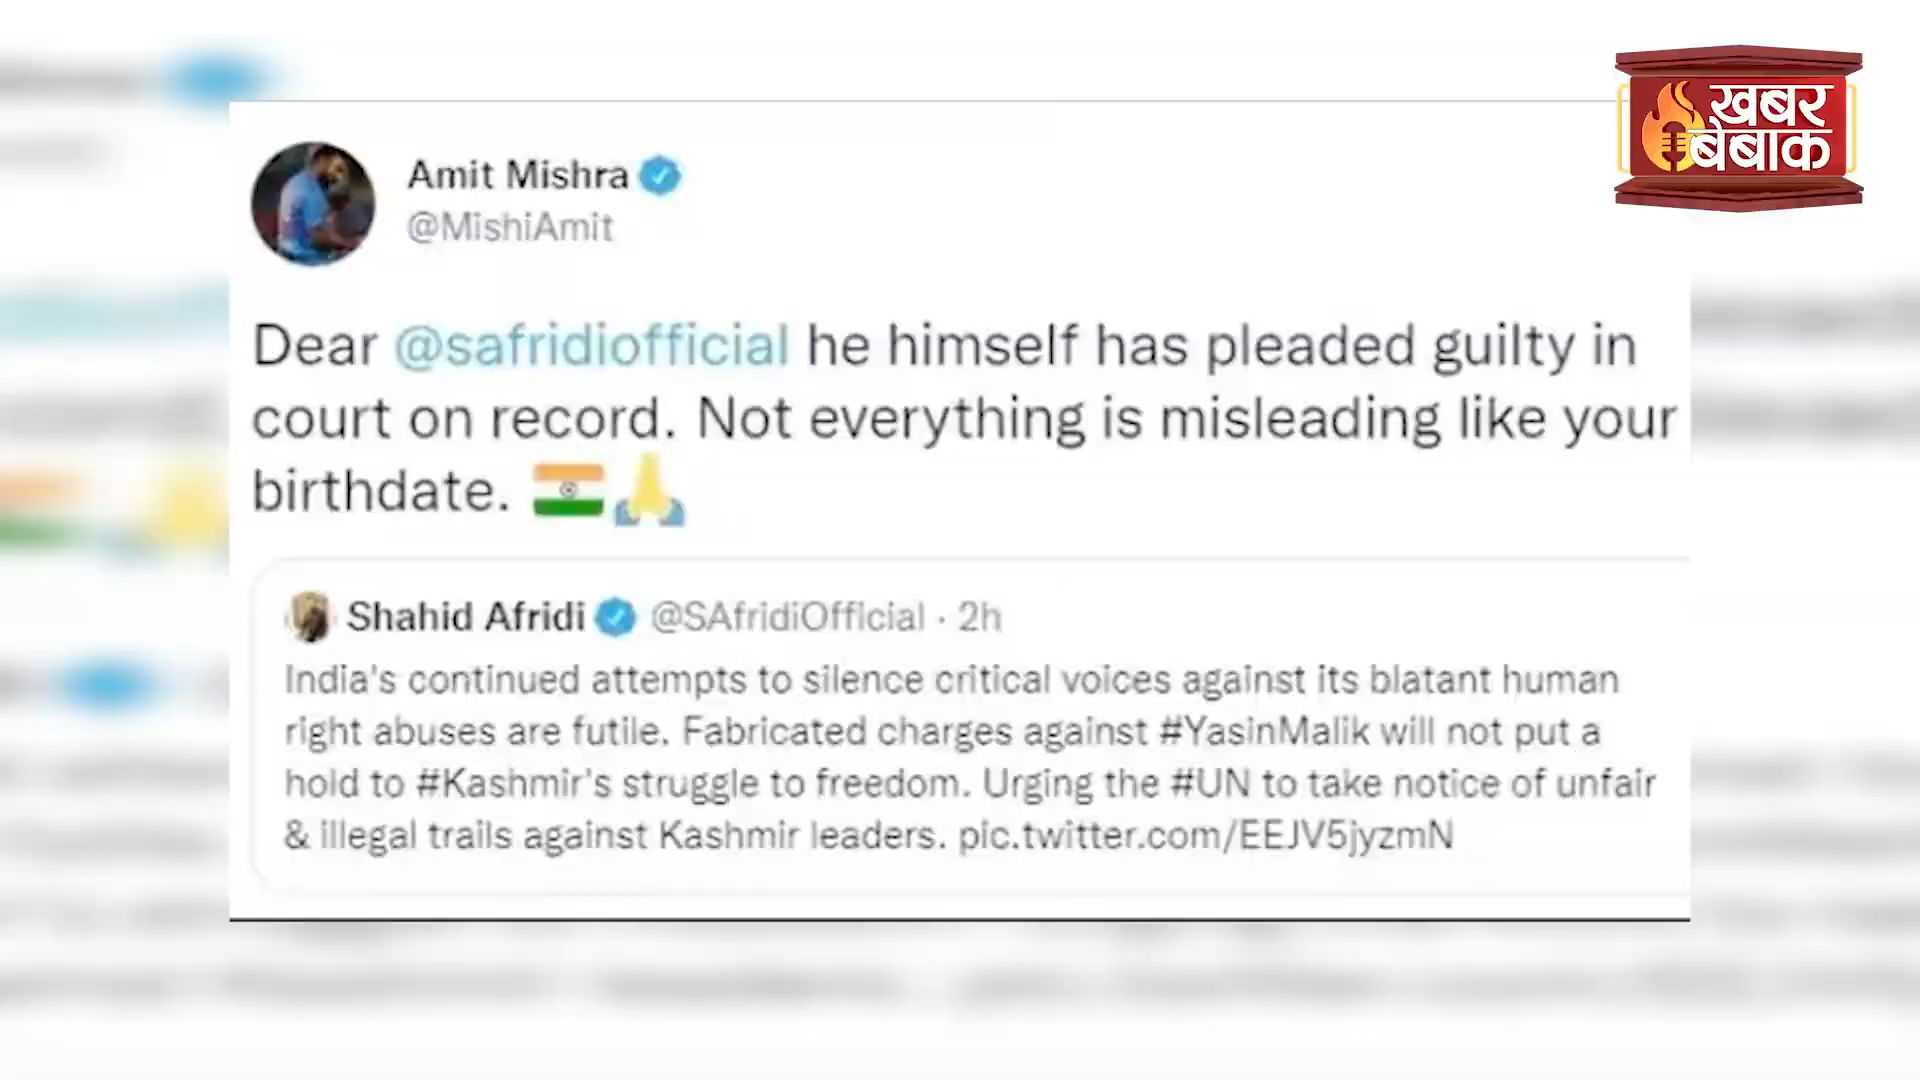 खबर
बेबाक
Amit Mishra
@MishiAmit
Dear @safridiofficial he himself has pleaded guilty in
court on record. Not everything is misleading like your
birthdate. 🇮🇳🙏
Shahid Afridi @SAfridiOfficial · 2h
India's continued attempts to silence critical voices against its blatant human
right abuses are futile. Fabricated charges against #YasinMalik will not put a
hold to #Kashmir's struggle to freedom. Urging the #UN to take notice of unfair
& illegal trails against Kashmir leaders. pic.twitter.com/EEJV5jyzmN